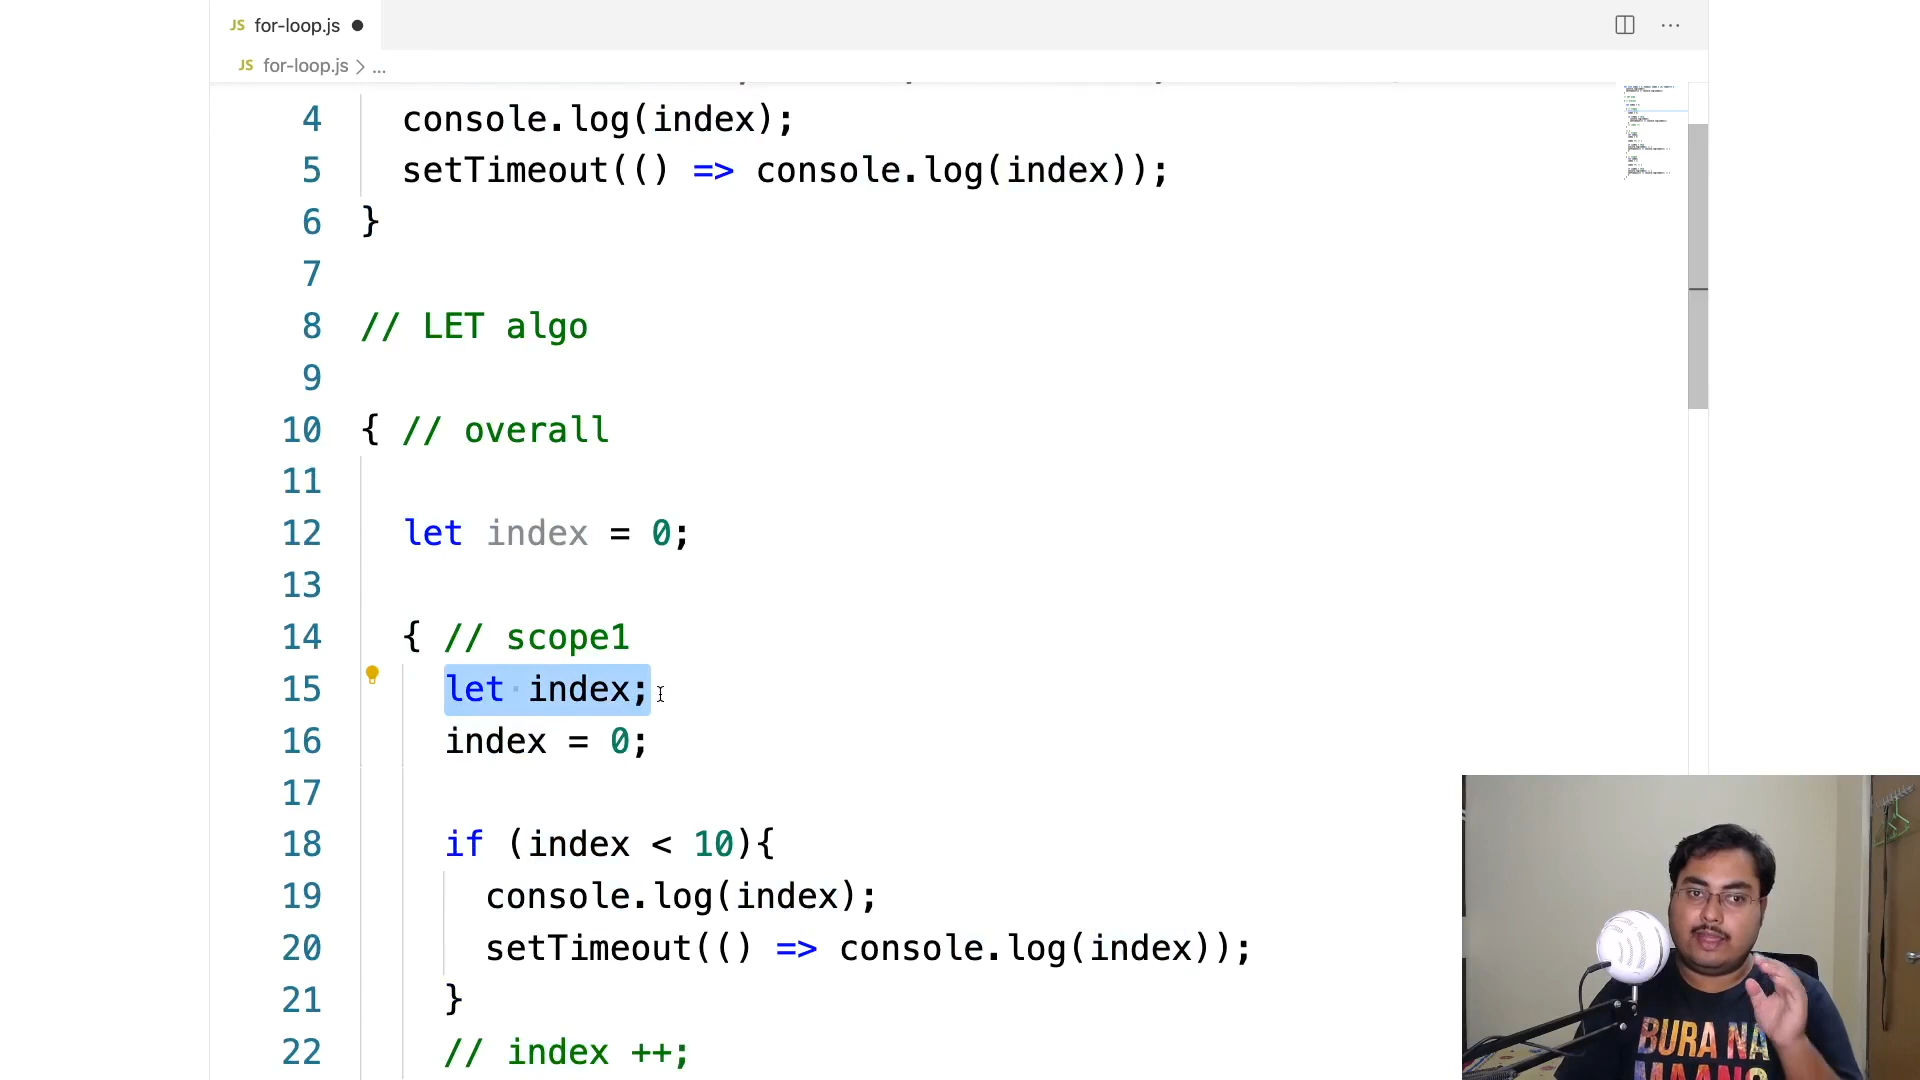 JS for-loop.js
JS for-loop.js > ...
4 console.log(index);
5 setTimeout(() => console.log(index));
6 }
7
8 // LET algo
9
10 { // overall
11
12 let index = 0;
13
14 { // scope1
15 let index;
16 index = 0;
17
18 if (index < 10){
19 console.log(index);
20 setTimeout(() => console.log(index));
21 }
22 // index ++;
BURA NA